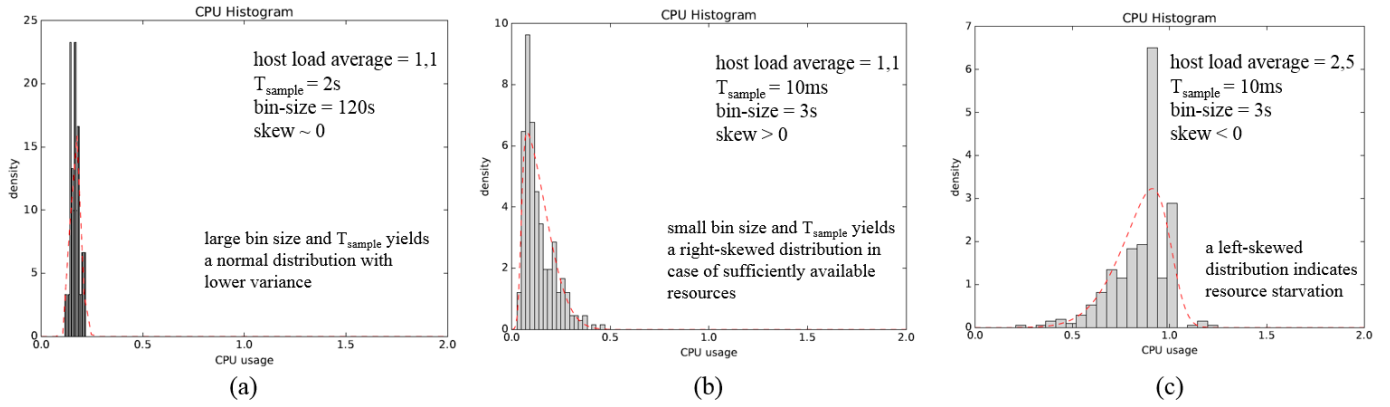 CPU Histogram
25
20
15
10
5
0
0.0
0.5
1.0
1.5
2.0
density
CPU usage
host load average = 1,1
Tsample = 2s
bin-size = 120s
skew ~ 0
large bin size and Tsample yields
a normal distribution with
lower variance
(a)
CPU Histogram
10
8
6
4
2
0
0.0
0.5
1.0
1.5
2.0
density
CPU usage
host load average = 1,1
Tsample = 10ms
bin-size = 3s
skew > 0
small bin size and Tsample yields
a right-skewed distribution in
case of sufficiently available
resources
(b)
CPU Histogram
7
6
5
4
3
2
1
0
0.0
0.5
1.0
1.5
2.0
density
CPU usage
host load average = 2,5
Tsample = 10ms
bin-size = 3s
skew < 0
a left-skewed
distribution indicates
resource starvation
(c)